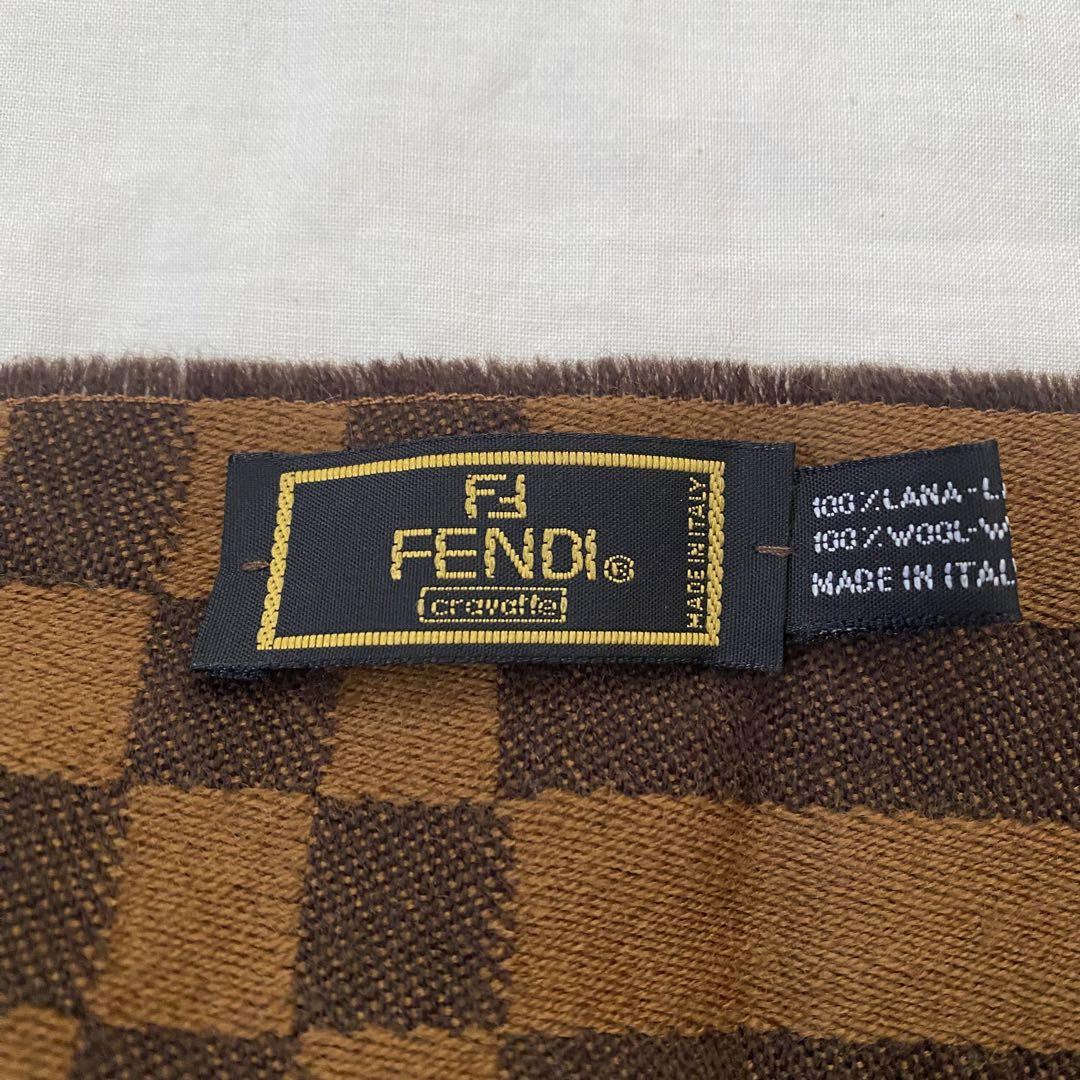 FF
FENDI®
cravatte
MADE IN ITALY
100%LANA-
100%WOOL-
MADE IN ITAL